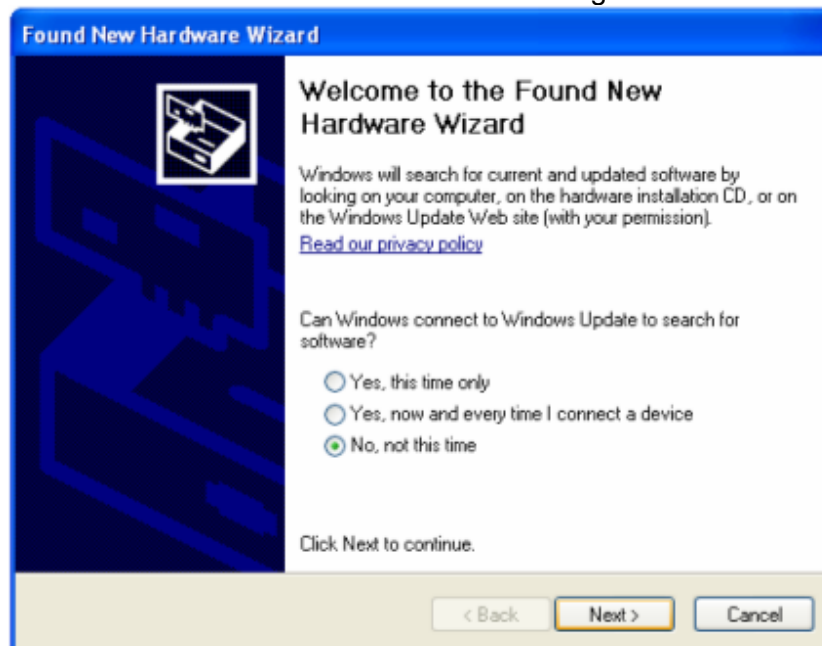 Found New Hardware Wizard
Welcome to the Found New
Hardware Wizard
Windows will search for current and updated software by
looking on your computer, on the hardware installation CD, or on
the Windows Update Web site (with your permission).
Read our privacy policy
Can Windows connect to Windows Update to search for
software?
Yes, this time only
Yes, now and every time I connect a device
No, not this time
Click Next to continue.
< Back
Next >
Cancel